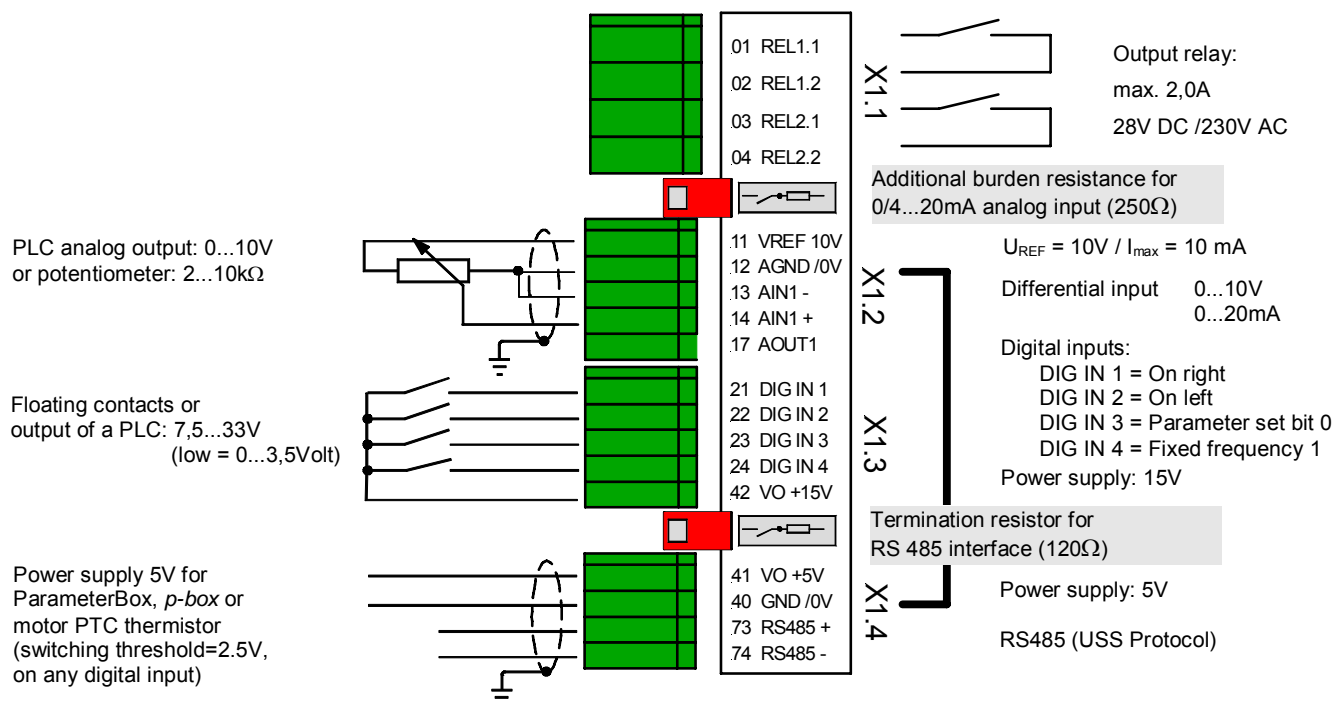 01 REL1.1
02 REL1.2
03 REL2.1
04 REL2.2
X1.1
Output relay:
max. 2,0A
28V DC /230V AC
Additional burden resistance for
0/4...20mA analog input (250Ω)
PLC analog output: 0...10V
or potentiometer: 2...10kΩ
11 VREF 10V
12 AGND /0V
13 AIN1 -
14 AIN1 +
17 AOUT1
X1.2
UREF = 10V / Imax = 10 mA
Differential input 0...10V
0...20mA
Digital inputs:
DIG IN 1 = On right
DIG IN 2 = On left
DIG IN 3 = Parameter set bit 0
DIG IN 4 = Fixed frequency 1
Power supply: 15V
Floating contacts or
output of a PLC: 7,5...33V
(low = 0...3,5Volt)
21 DIG IN 1
22 DIG IN 2
23 DIG IN 3
24 DIG IN 4
42 VO +15V
X1.3
Termination resistor for
RS 485 interface (120Ω)
Power supply 5V for
ParameterBox, p-box or
motor PTC thermistor
(switching threshold=2.5V,
on any digital input)
41 VO +5V
40 GND /0V
73 RS485 +
74 RS485 -
X1.4
Power supply: 5V
RS485 (USS Protocol)